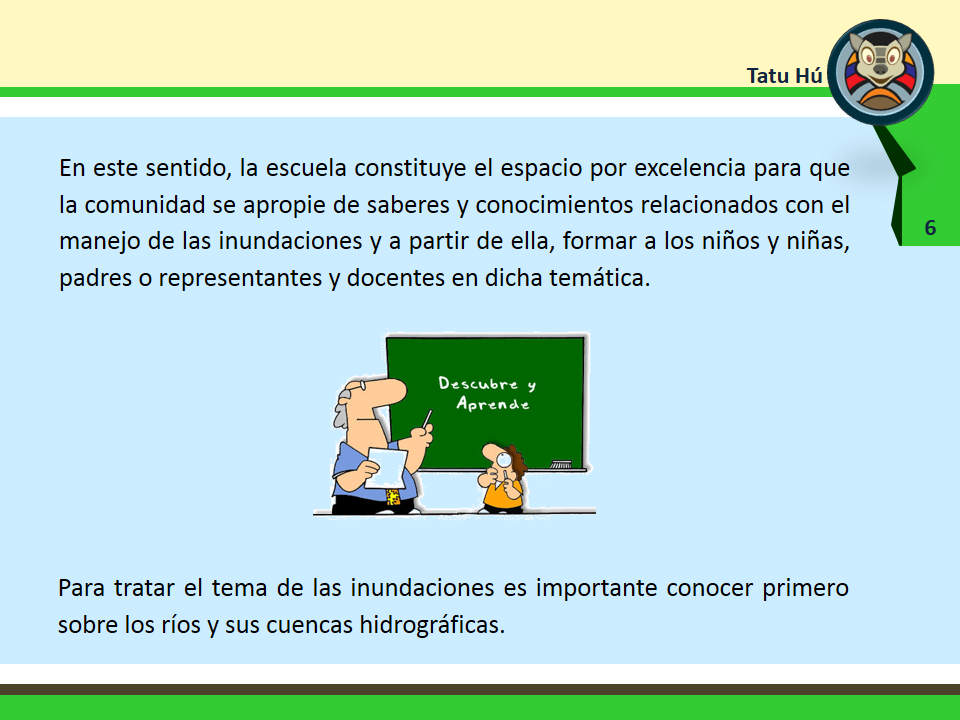 Tatu Hú
6
En este sentido, la escuela constituye el espacio por excelencia para que
la comunidad se apropie de saberes y conocimientos relacionados con el
manejo de las inundaciones y a partir de ella, formar a los niños y niñas,
padres o representantes y docentes en dicha temática.
Descubre y
Aprende
Para tratar el tema de las inundaciones es importante conocer primero
sobre los ríos y sus cuencas hidrográficas.